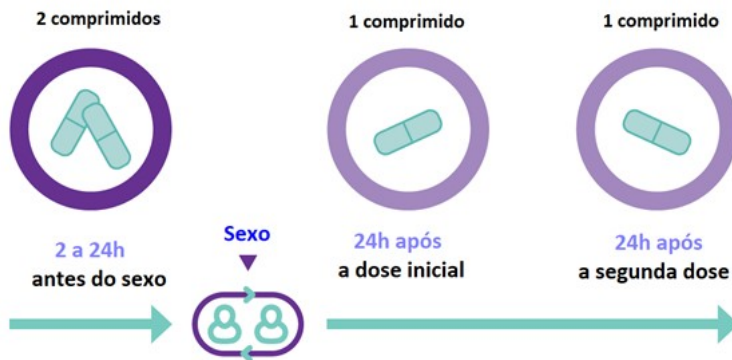 2 comprimidos
1 comprimido
1 comprimido
2 a 24h
antes do sexo
Sexo
24h após
a dose inicial
24h após
a segunda dose